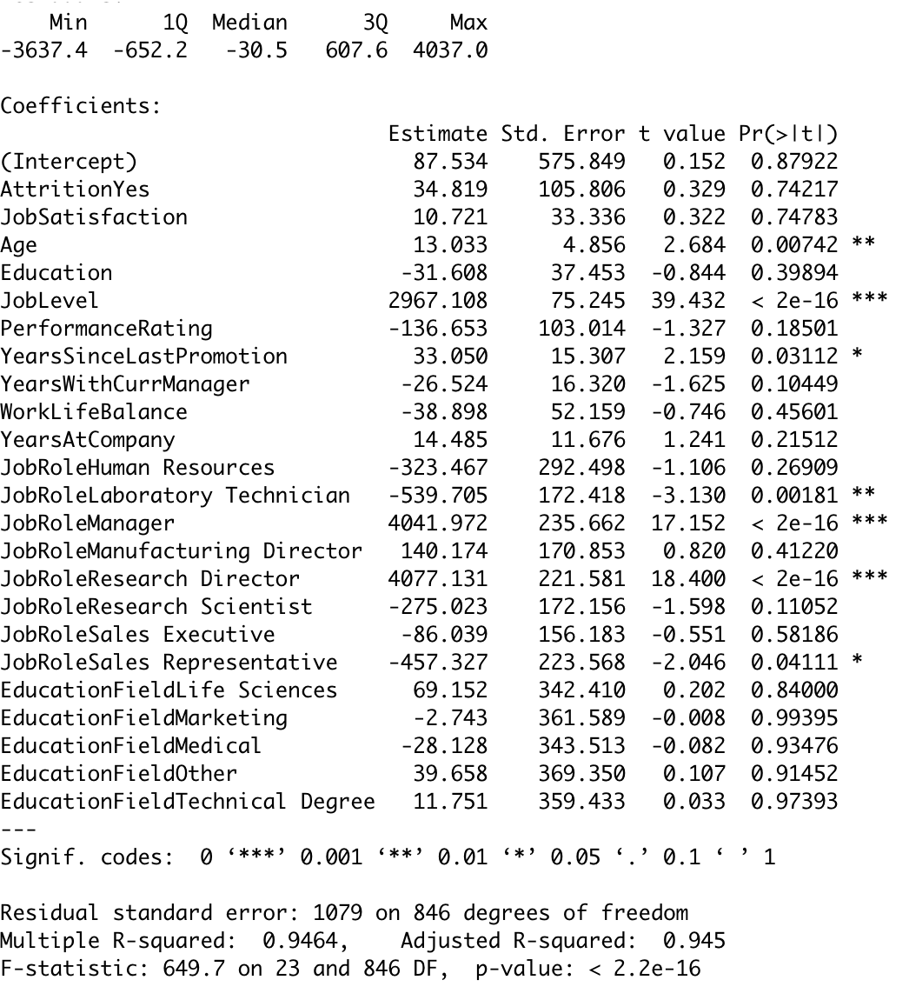 Min      1Q  Median      3Q     Max
-3637.4  -652.2   -30.5   607.6  4037.0

Coefficients:
                              Estimate Std. Error t value Pr(>|t|)
(Intercept)                     87.534    575.849   0.152  0.87922
AttritionYes                    34.819    105.806   0.329  0.74217
JobSatisfaction                 10.721     33.336   0.322  0.74783
Age                             13.033      4.856   2.684  0.00742 **
Education                      -31.608     37.453  -0.844  0.39894
JobLevel                      2967.108     75.245  39.432  < 2e-16 ***
PerformanceRating             -136.653    103.014  -1.327  0.18501
YearsSinceLastPromotion         33.050     15.307   2.159  0.03112 *
YearsWithCurrManager           -26.524     16.320  -1.625  0.10449
WorkLifeBalance                -38.898     52.159  -0.746  0.45601
YearsAtCompany                  14.485     11.676   1.241  0.21512
JobRoleHuman Resources        -323.467    292.498  -1.106  0.26909
JobRoleLaboratory Technician  -539.705    172.418  -3.130  0.00181 **
JobRoleManager                4041.972    235.662  17.152  < 2e-16 ***
JobRoleManufacturing Director  140.174    170.853   0.820  0.41220
JobRoleResearch Director      4077.131    221.581  18.400  < 2e-16 ***
JobRoleResearch Scientist     -275.023    172.156  -1.598  0.11052
JobRoleSales Executive         -86.039    156.183  -0.551  0.58186
JobRoleSales Representative   -457.327    223.568  -2.046  0.04111 *
EducationFieldLife Sciences     69.152    342.410   0.202  0.84000
EducationFieldMarketing         -2.743    361.589  -0.008  0.99395
EducationFieldMedical          -28.128    343.513  -0.082  0.93476
EducationFieldOther             39.658    369.350   0.107  0.91452
EducationFieldTechnical Degree  11.751    359.433   0.033  0.97393
---
Signif. codes:  0 ‘***’ 0.001 ‘**’ 0.01 ‘*’ 0.05 ‘.’ 0.1 ‘ ’ 1

Residual standard error: 1079 on 846 degrees of freedom
Multiple R-squared:  0.9464,    Adjusted R-squared:  0.945
F-statistic: 649.7 on 23 and 846 DF,  p-value: < 2.2e-16